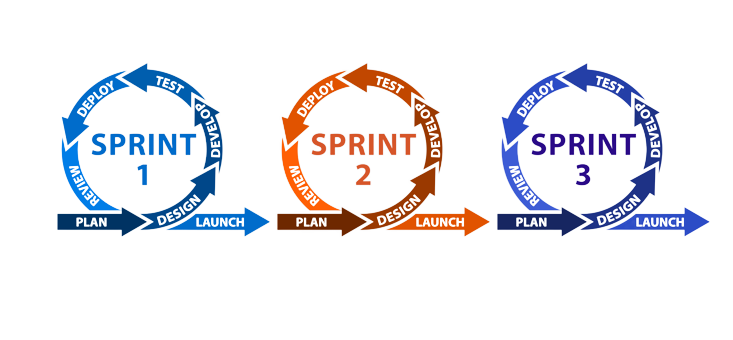 TEST
DEPLOY
DEVELOP
SPRINT
1
REVIEW
DESIGN
PLAN
LAUNCH
TEST
DEPLOY
DEVELOP
SPRINT
2
REVIEW
DESIGN
PLAN
LAUNCH
TEST
DEPLOY
DEVELOP
SPRINT
3
REVIEW
DESIGN
PLAN
LAUNCH